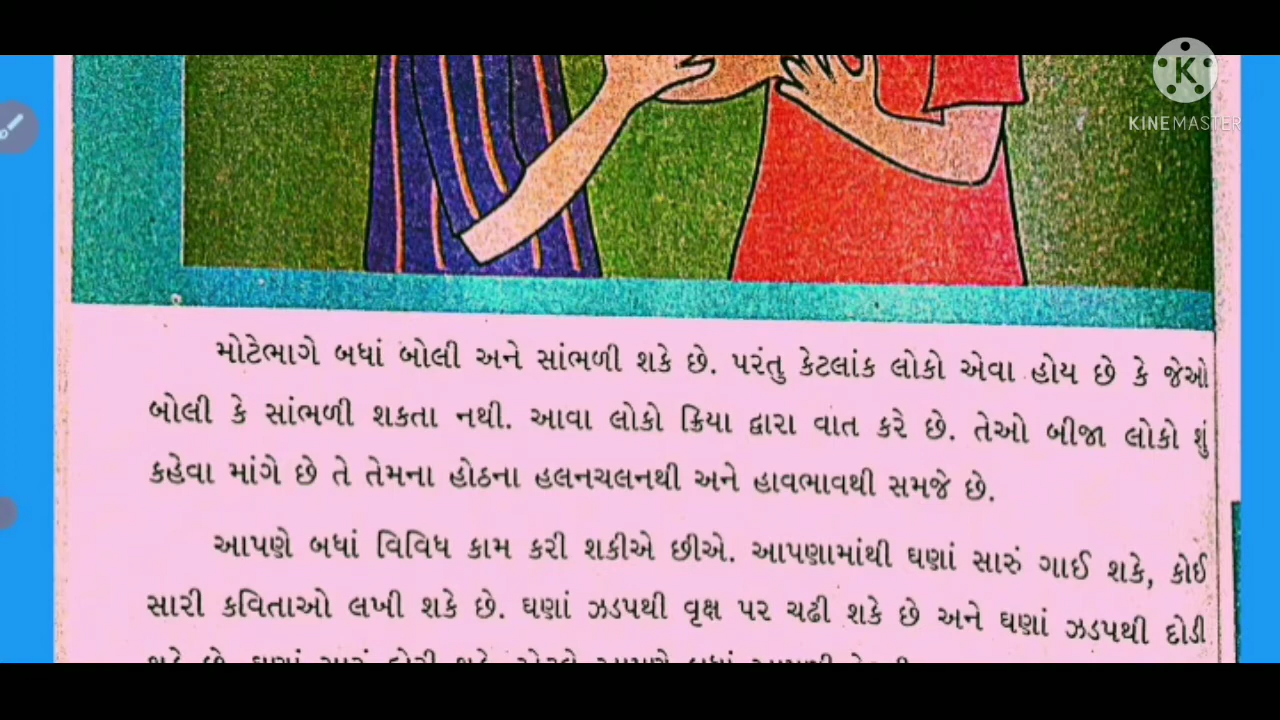 KINEMASTER
મોટેભાગે બધાં બોલી અને સાંભળી શકે છે. પરંતુ કેટલાંક લોકો એવા હોય છે કે જેઓ
બોલી કે સાંભળી શકતા નથી. આવા લોકો ક્રિયા દ્વારા વાત કરે છે. તેઓ બીજા લોકો શું
કહેવા માંગે છે તે તેમના હોઠના હલનચલનથી અને હાવભાવથી સમજે છે.
આપણે બધાં વિવિધ કામ કરી શકીએ છીએ. આપણામાંથી ઘણાં સારું ગાઈ શકે, કોઈ
સારી કવિતાઓ લખી શકે છે. ઘણાં ઝડપથી વૃક્ષ પર ચઢી શકે છે અને ઘણાં ઝડપથી દોડી